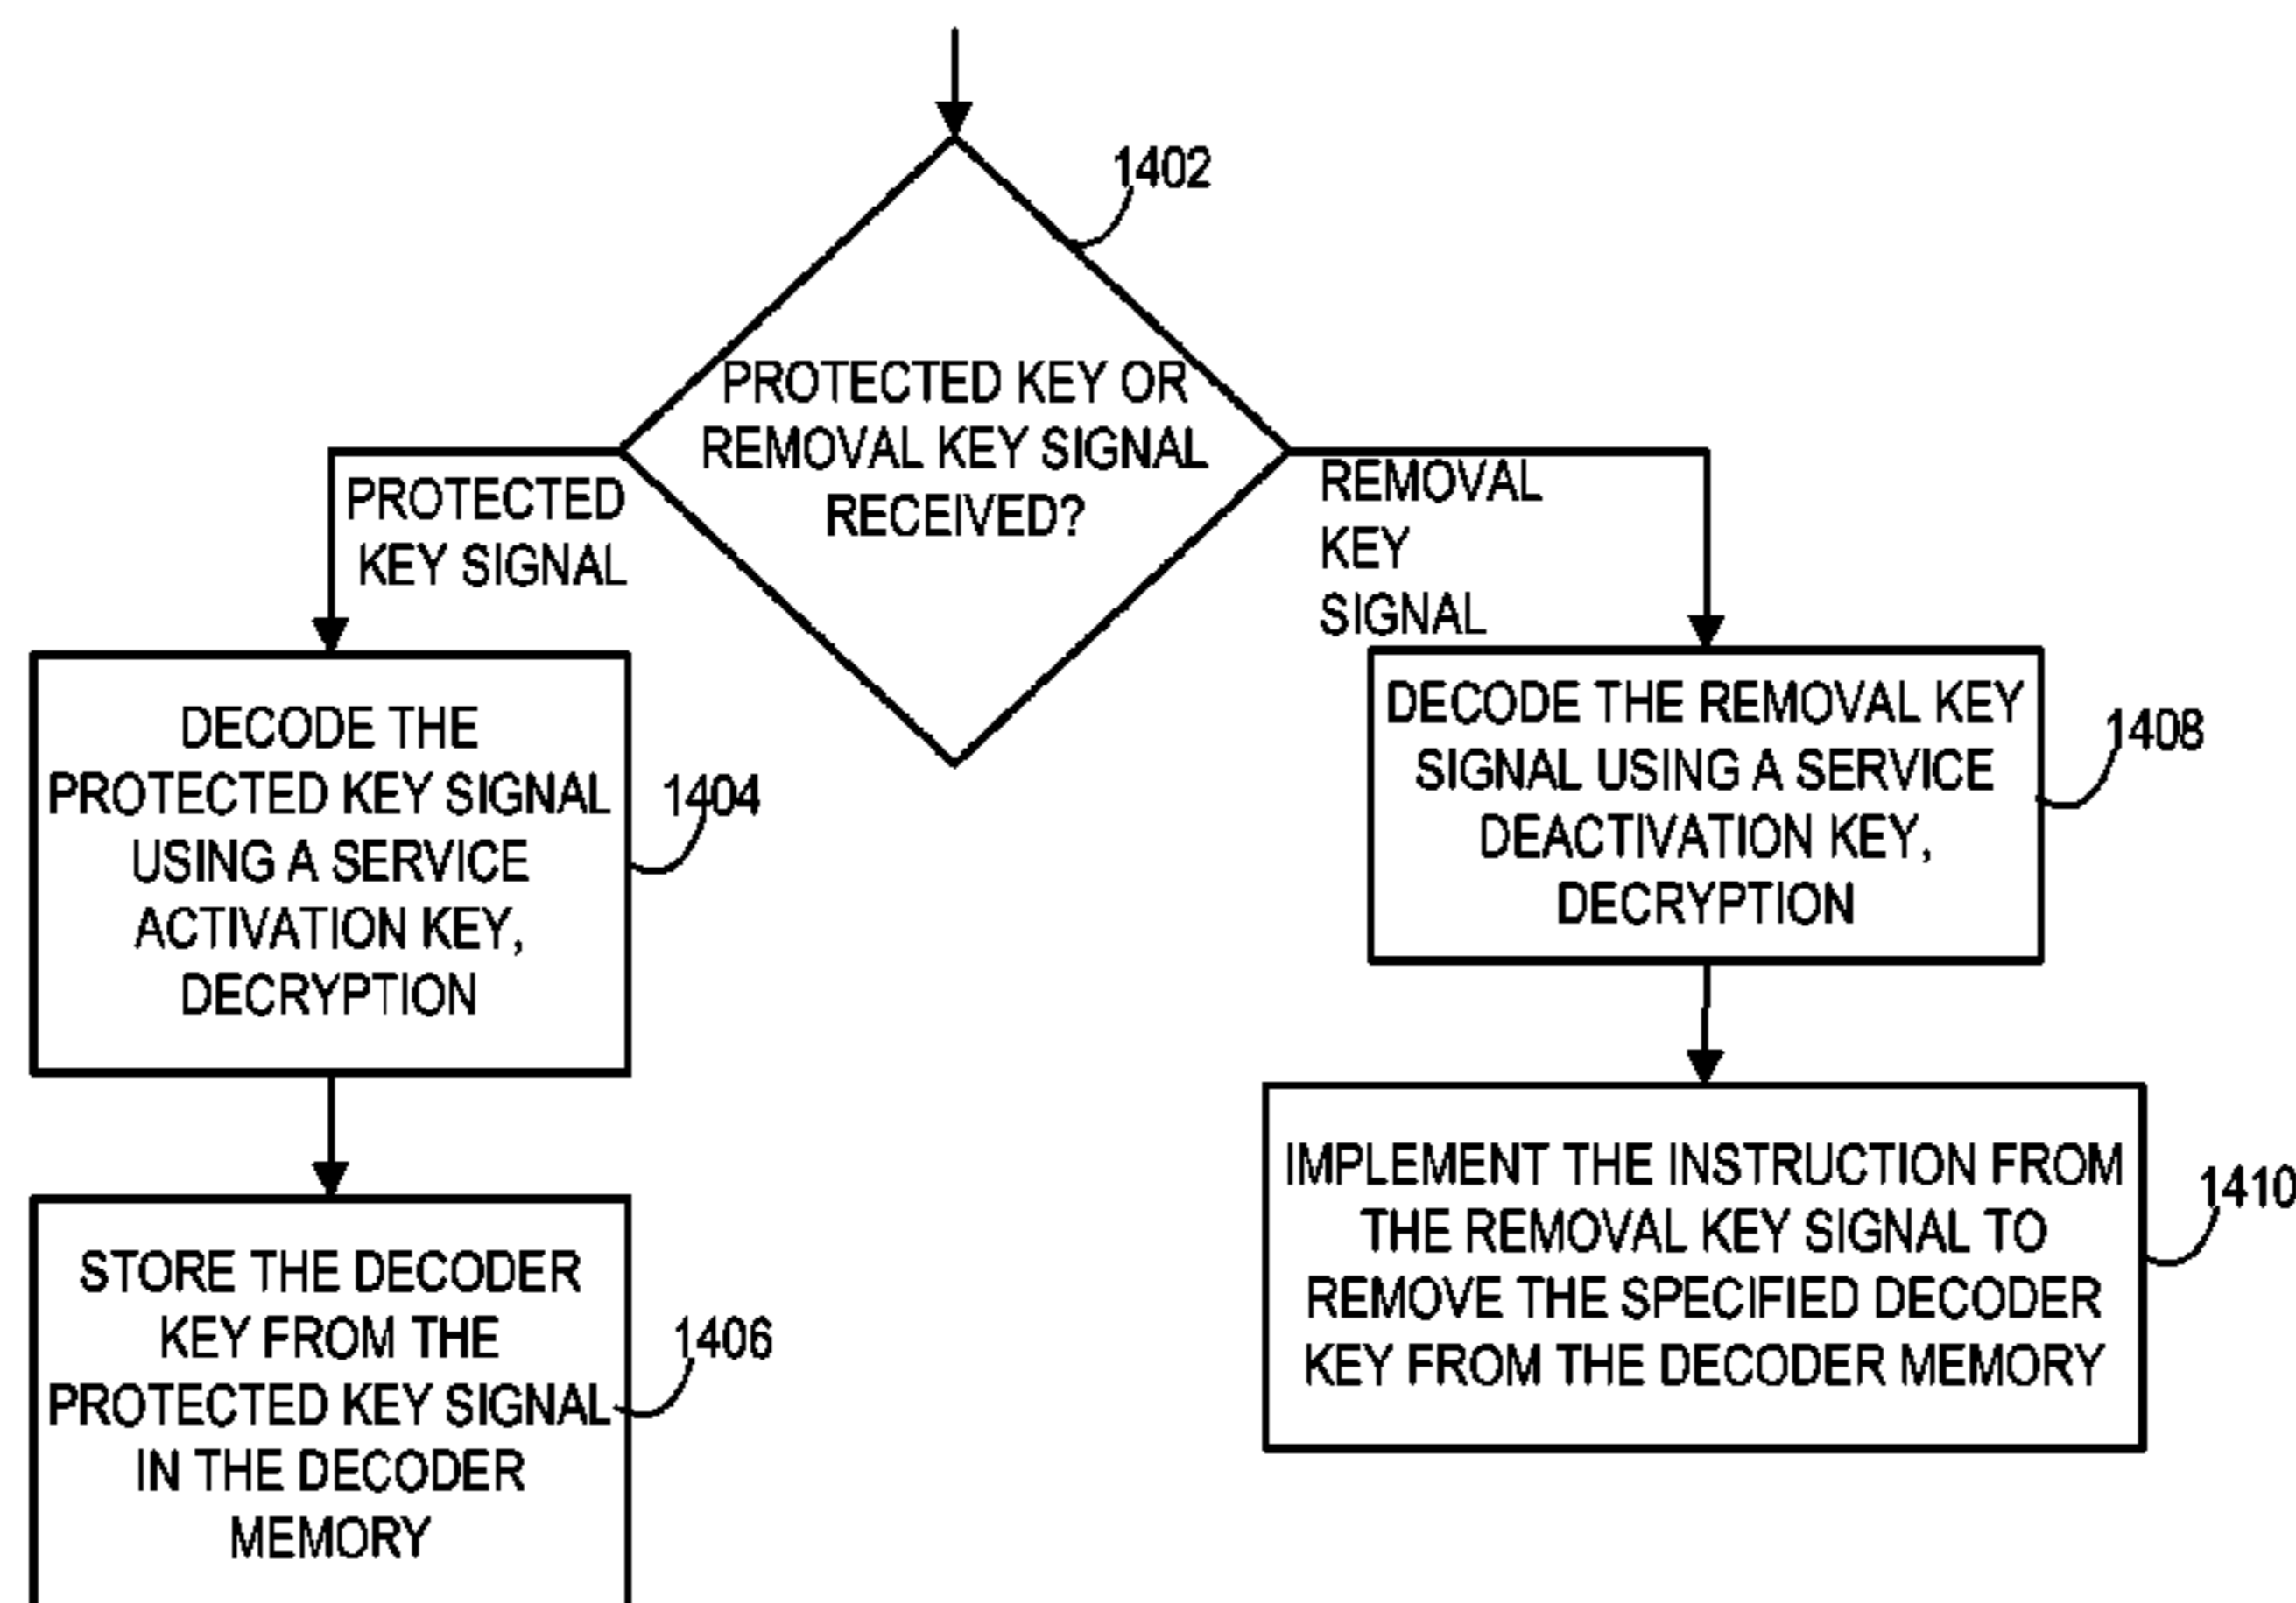 1402
PROTECTED KEY OR
REMOVAL KEY SIGNAL
RECEIVED?
PROTECTED
KEY SIGNAL
REMOVAL
KEY
SIGNAL
DECODE THE
PROTECTED KEY SIGNAL
USING A SERVICE
ACTIVATION KEY,
DECRYPTION
1404
DECODE THE REMOVAL KEY
SIGNAL USING A SERVICE
DEACTIVATION KEY,
DECRYPTION
1408
STORE THE DECODER
KEY FROM THE
PROTECTED KEY SIGNAL
IN THE DECODER
MEMORY
1406
IMPLEMENT THE INSTRUCTION FROM
THE REMOVAL KEY SIGNAL TO
REMOVE THE SPECIFIED DECODER
KEY FROM THE DECODER MEMORY
1410